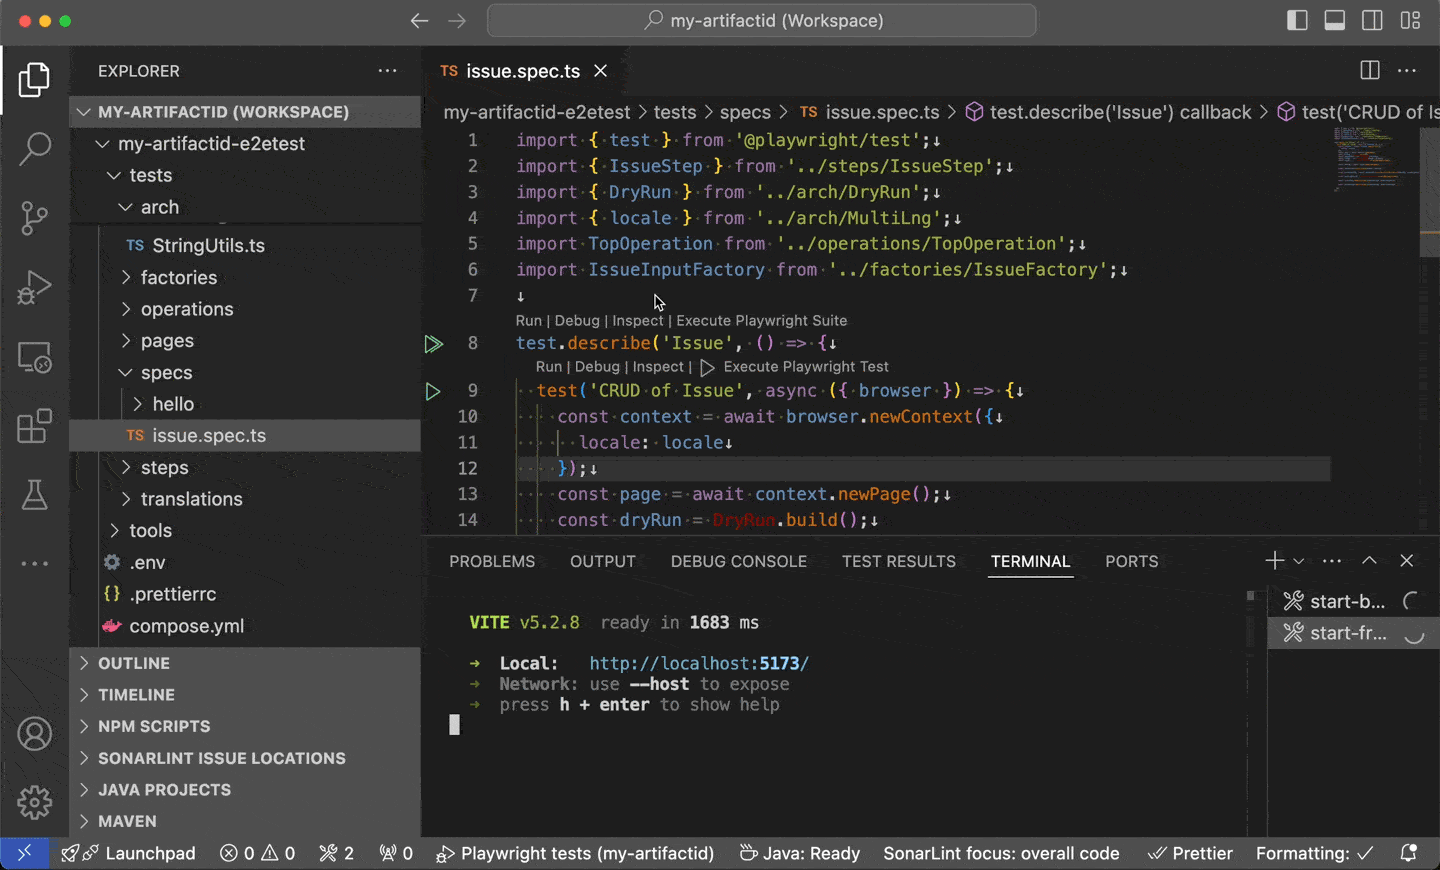 my-artifactid (Workspace)
EXPLORER
MY-ARTIFACTID (WORKSPACE)
my-artifactid-e2etest
tests
arch
TS StringUtils.ts
factories
operations
pages
specs
hello
TS issue.spec.ts
steps
translations
tools
.env
{} .prettierrc
compose.yml
OUTLINE
TIMELINE
NPM SCRIPTS
SONARLINT ISSUE LOCATIONS
JAVA PROJECTS
MAVEN
TS issue.spec.ts
my-artifactid-e2etest > tests > specs > TS issue.spec.ts > test.describe('Issue') callback > test('CRUD of Is
1 import { test } from '@playwright/test';↓
2 import { IssueStep } from '../steps/IssueStep';↓
3 import { DryRun } from '../arch/DryRun';↓
4 import { locale } from '../arch/MultiLng';↓
5 import TopOperation from '../operations/TopOperation';↓
6 import IssueInputFactory from '../factories/IssueFactory';↓
7 ↓
Run | Debug | Inspect | Execute Playwright Suite
8 test.describe('Issue', () => {↓
Run | Debug | Inspect | ▷ Execute Playwright Test
9 test('CRUD of Issue', async ({ browser }) => {↓
10 const context = await browser.newContext({↓
11 locale: locale↓
12 });↓
13 const page = await context.newPage();↓
14 const dryRun = DryRun.build();↓
PROBLEMS OUTPUT DEBUG CONSOLE TEST RESULTS TERMINAL PORTS
VITE v5.2.8 ready in 1683 ms
➜ Local: http://localhost:5173/
➜ Network: use --host to expose
➜ press h + enter to show help
start-b...
start-fr...
Launchpad 0 0 2 0 Playwright tests (my-artifactid) Java: Ready SonarLint focus: overall code Prettier Formatting: ✓